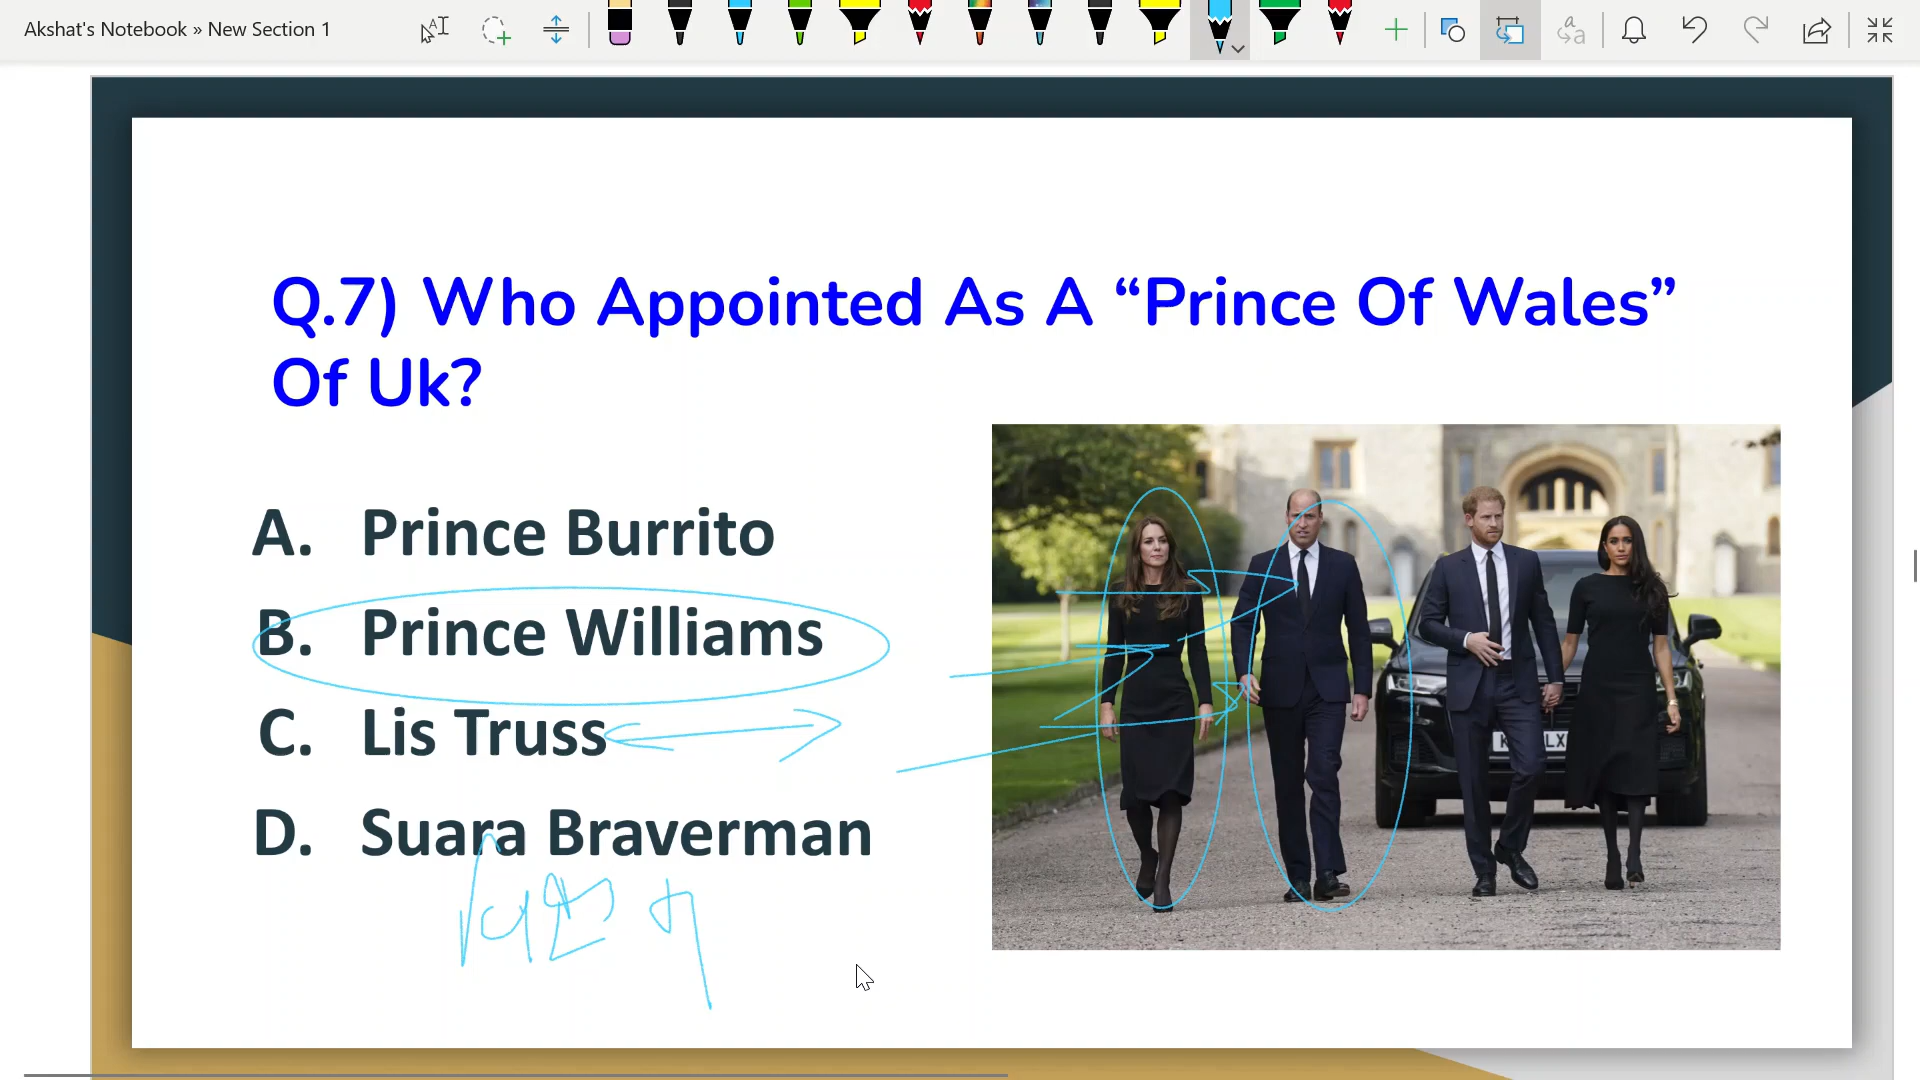 Akshat's Notebook » New Section 1
Q.7) Who Appointed As A “Prince Of Wales”
Of Uk?
A. Prince Burrito
B. Prince Williams
C. Lis Truss
D. Suara Braverman